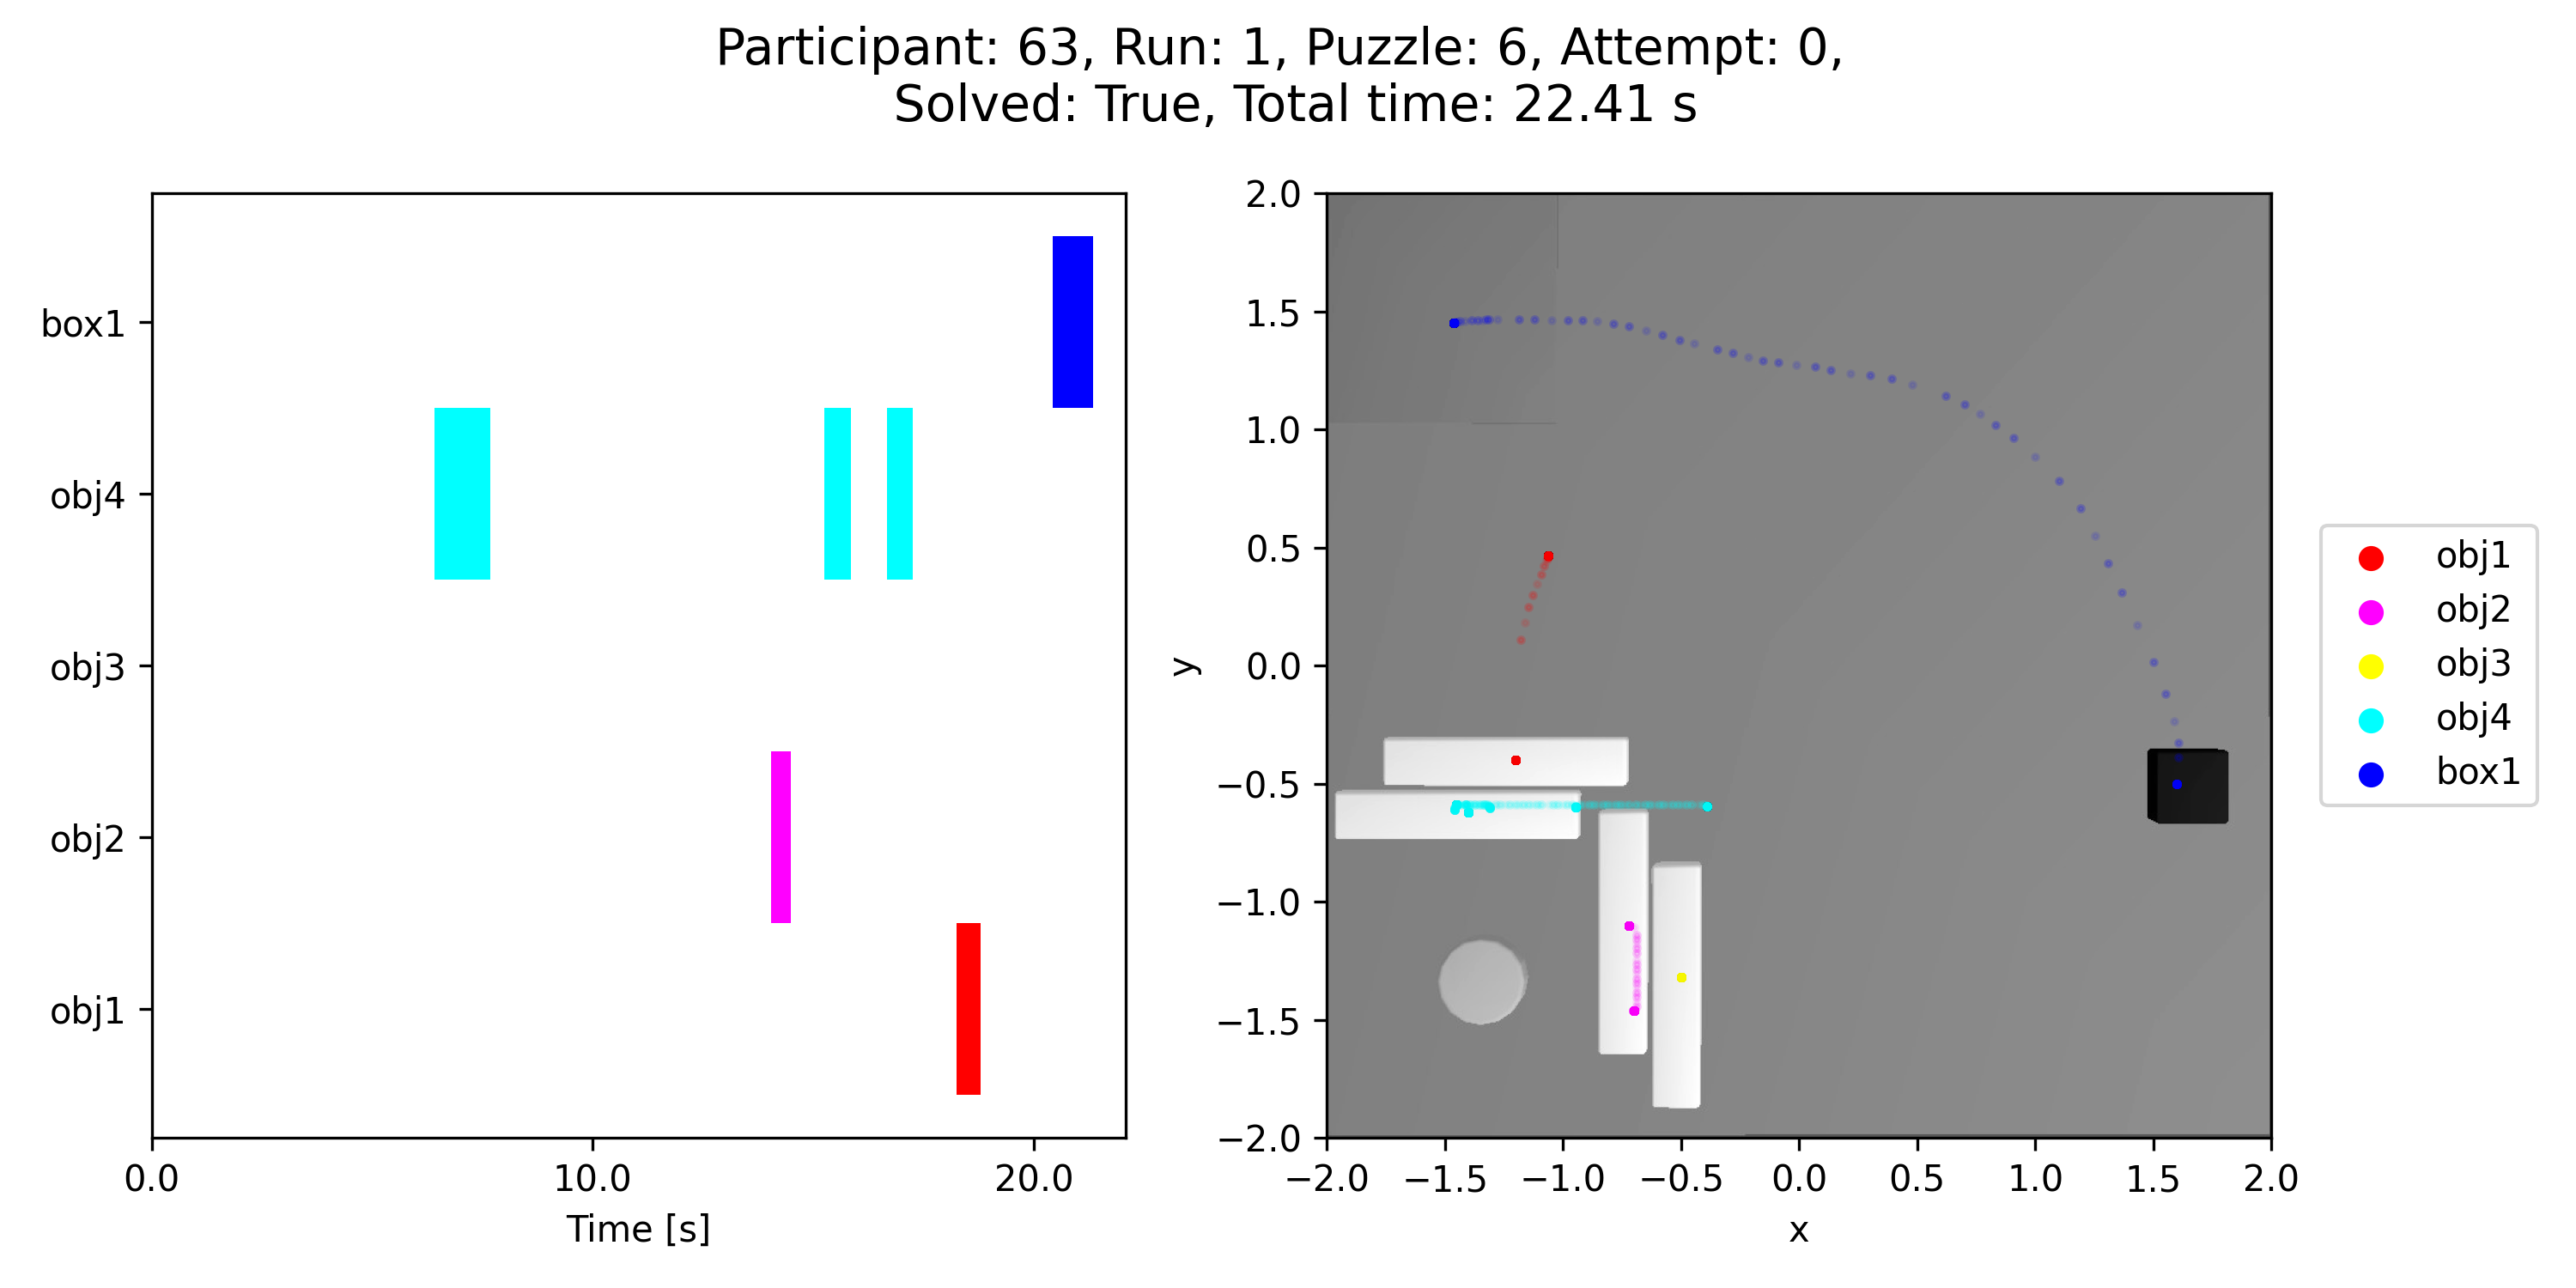 Participant: 63, Run: 1, Puzzle: 6, Attempt: 0,
Solved: True, Total time: 22.41 s
box1
obj4
obj3
obj2
obj1
0.0 10.0 20.0
Time [s]
2.0
1.5
1.0
0.5
0.0
−0.5
−1.0
−1.5
−2.0
y
−2.0 −1.5 −1.0 −0.5 0.0 0.5 1.0 1.5 2.0
x
obj1
obj2
obj3
obj4
box1